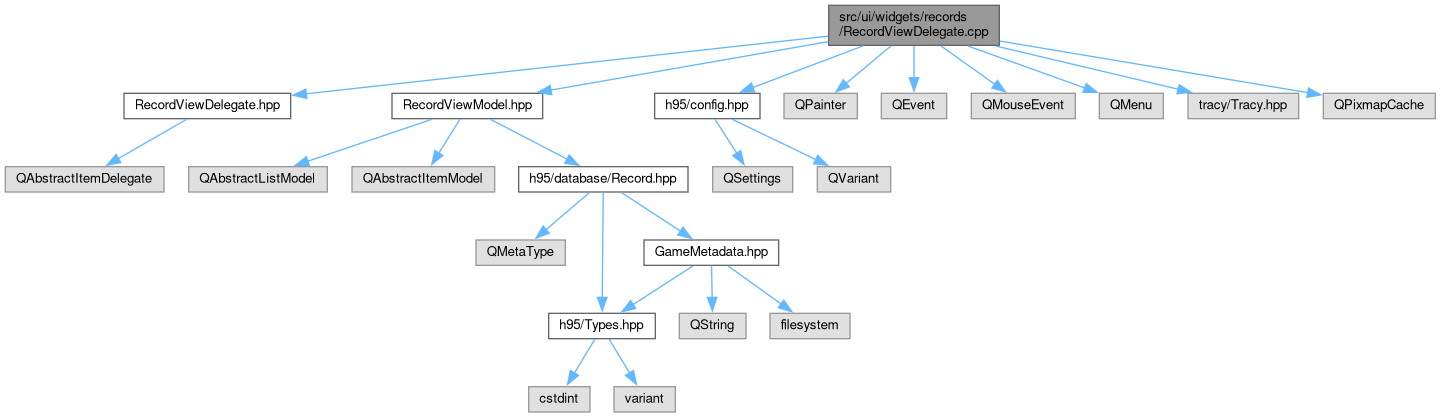 src/ui/widgets/records
/RecordViewDelegate.cpp
RecordViewDelegate.hpp
RecordViewModel.hpp
h95/config.hpp
QPainter
QEvent
QMouseEvent
QMenu
tracy/Tracy.hpp
QPixmapCache
QAbstractItemDelegate
QAbstractListModel
QAbstractItemModel
h95/database/Record.hpp
QSettings
QVariant
QMetaType
GameMetadata.hpp
h95/Types.hpp
QString
filesystem
cstdint
variant